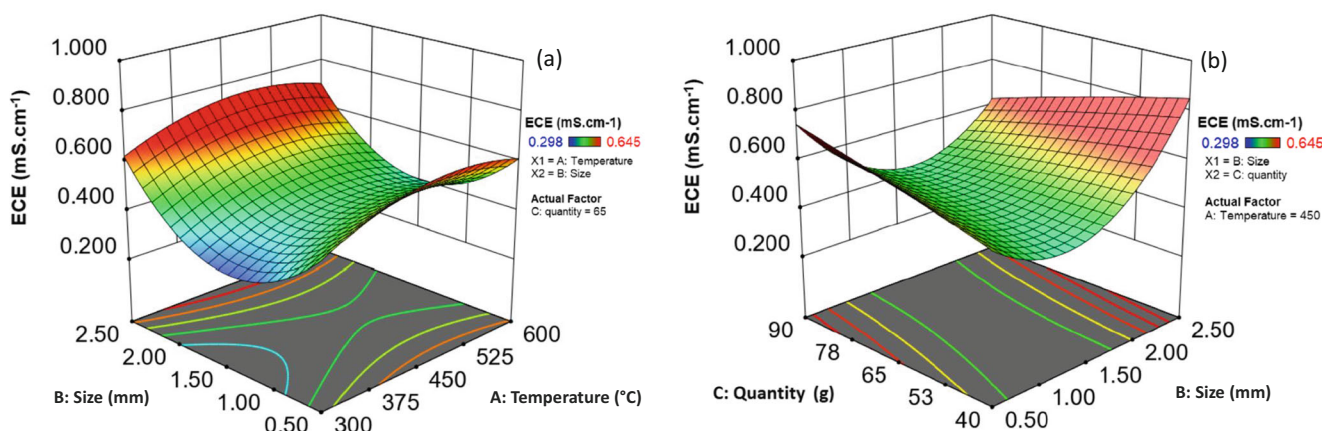 (a)
1.000
0.800
0.600
0.400
0.200
ECE (mS.cm-1)
ECE (mS.cm-1)
0.298 0.645
X1 = A: Temperature
X2 = B: Size
Actual Factor
C: quantity = 65
2.50
2.00
1.50
1.00
0.50
B: Size (mm)
300
375
450
525
600
A: Temperature (°C)
(b)
1.000
0.800
0.600
0.400
0.200
ECE (mS.cm-1)
ECE (mS.cm-1)
0.298 0.645
X1 = B: Size
X2 = C: quantity
Actual Factor
A: Temperature = 450
90
78
65
53
40
C: Quantity (g)
0.50
1.00
1.50
2.00
2.50
B: Size (mm)